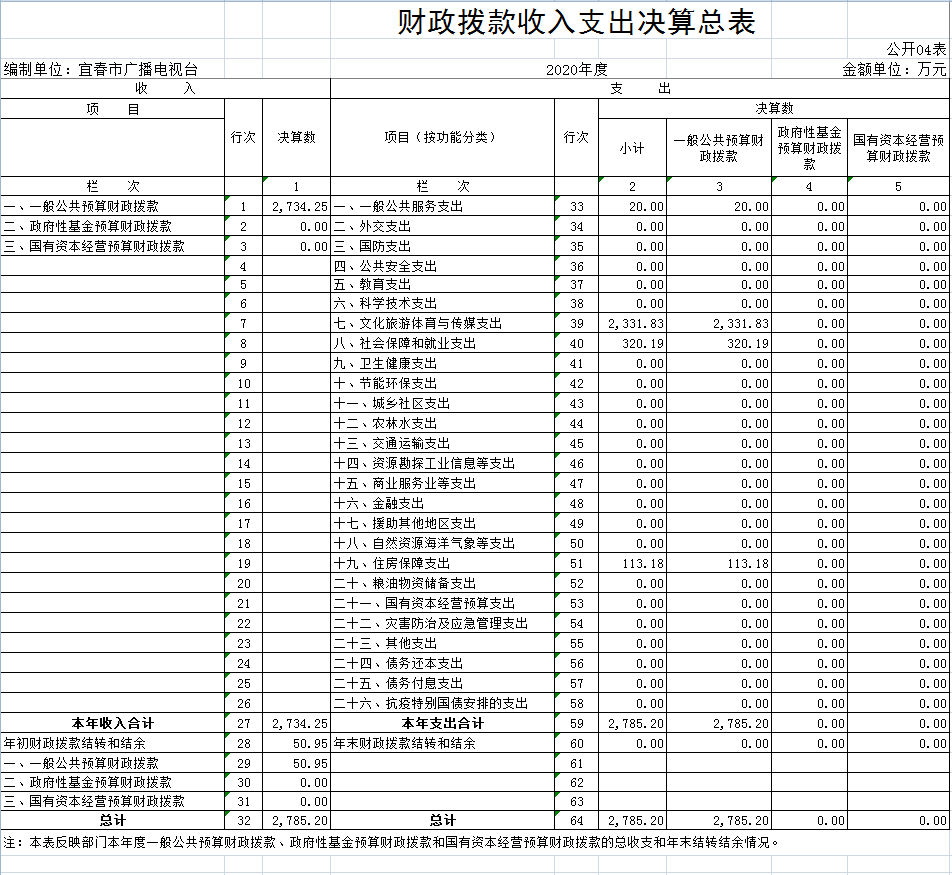 财政拨款收入支出决算总表
公开04表
编制单位：宜春市广播电视台 2020年度 金额单位：万元
收 入 支 出
项 目 行次 决算数 项目（按功能分类） 行次 决算数
小计 一般公共预算财政拨款 政府性基金预算财政拨款 国有资本经营预算财政拨款
栏 次 1 栏 次 2 3 4 5
一、一般公共预算财政拨款 1 2,734.25 一、一般公共服务支出 33 20.00 20.00 0.00 0.00
二、政府性基金预算财政拨款 2 0.00 二、外交支出 34 0.00 0.00 0.00 0.00
三、国有资本经营预算财政拨款 3 0.00 三、国防支出 35 0.00 0.00 0.00 0.00
4 四、公共安全支出 36 0.00 0.00 0.00 0.00
5 五、教育支出 37 0.00 0.00 0.00 0.00
6 六、科学技术支出 38 0.00 0.00 0.00 0.00
7 七、文化旅游体育与传媒支出 39 2,331.83 2,331.83 0.00 0.00
8 八、社会保障和就业支出 40 320.19 320.19 0.00 0.00
9 九、卫生健康支出 41 0.00 0.00 0.00 0.00
10 十、节能环保支出 42 0.00 0.00 0.00 0.00
11 十一、城乡社区支出 43 0.00 0.00 0.00 0.00
12 十二、农林水支出 44 0.00 0.00 0.00 0.00
13 十三、交通运输支出 45 0.00 0.00 0.00 0.00
14 十四、资源勘探工业信息等支出 46 0.00 0.00 0.00 0.00
15 十五、商业服务业等支出 47 0.00 0.00 0.00 0.00
16 十六、金融支出 48 0.00 0.00 0.00 0.00
17 十七、援助其他地区支出 49 0.00 0.00 0.00 0.00
18 十八、自然资源海洋气象等支出 50 0.00 0.00 0.00 0.00
19 十九、住房保障支出 51 113.18 113.18 0.00 0.00
20 二十、粮油物资储备支出 52 0.00 0.00 0.00 0.00
21 二十一、国有资本经营预算支出 53 0.00 0.00 0.00 0.00
22 二十二、灾害防治及应急管理支出 54 0.00 0.00 0.00 0.00
23 二十三、其他支出 55 0.00 0.00 0.00 0.00
24 二十四、债务还本支出 56 0.00 0.00 0.00 0.00
25 二十五、债务付息支出 57 0.00 0.00 0.00 0.00
26 二十六、抗疫特别国债安排的支出 58 0.00 0.00 0.00 0.00
本年收入合计 27 2,734.25 本年支出合计 59 2,785.20 2,785.20 0.00 0.00
年初财政拨款结转和结余 28 50.95 年末财政拨款结转和结余 60 0.00 0.00 0.00 0.00
一、一般公共预算财政拨款 29 50.95 61
二、政府性基金预算财政拨款 30 0.00 62
三、国有资本经营预算财政拨款 31 0.00 63
总计 32 2,785.20 总计 64 2,785.20 2,785.20 0.00 0.00
注：本表反映部门本年度一般公共预算财政拨款、政府性基金预算财政拨款和国有资本经营预算财政拨款的总收支和年末结转结余情况。